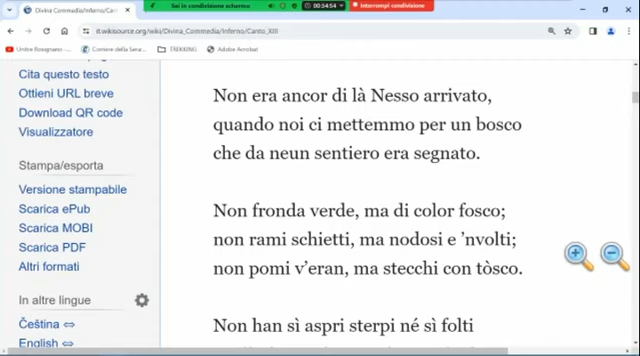 Divina Commedia/Inferno/Canto
Sei in condivisione schermo
00:34:54
Interrompi condivisione
it.wikisource.org/wiki/Divina_Commedia/Inferno/Canto_XIII
Unitre Rosignano -
Corriere della Sera
TREKKING
Adobe Acrobat
Cita questo testo
Ottieni URL breve
Download QR code
Visualizzatore
Stampa/esporta
Versione stampabile
Scarica ePub
Scarica MOBI
Scarica PDF
Altri formati
In altre lingue
Čeština ⇔
English ⇔
Non era ancor di là Nesso arrivato,
quando noi ci mettemmo per un bosco
che da neun sentiero era segnato.
Non fronda verde, ma di color fosco;
non rami schietti, ma nodosi e ’nvolti;
non pomi v’eran, ma stecchi con tòsco.
Non han sì aspri sterpi né sì folti